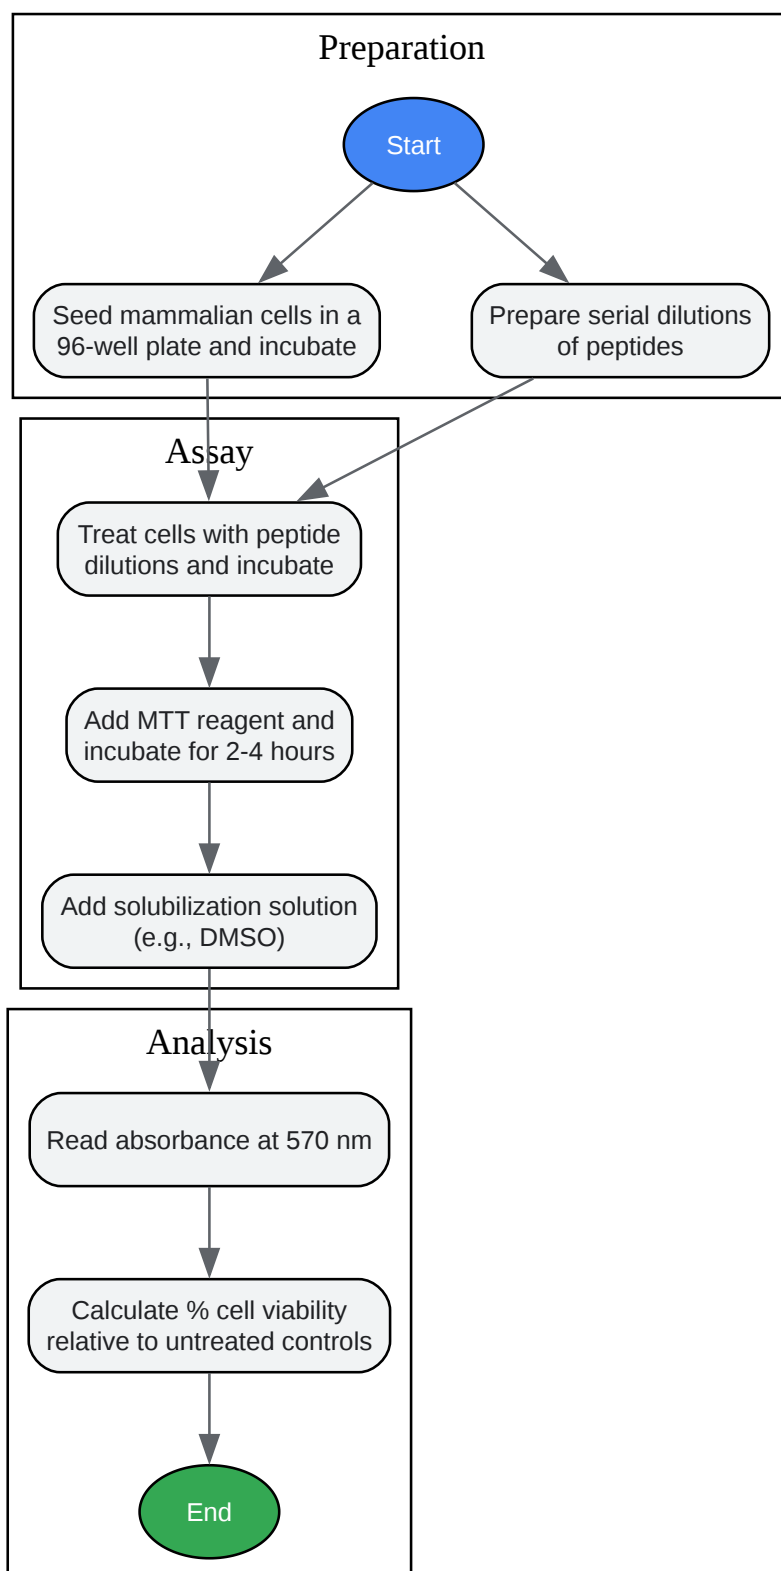 Preparation
Start
Seed mammalian cells in a
96-well plate and incubate
Prepare serial dilutions
of peptides
Assay
Treat cells with peptide
dilutions and incubate
Add MTT reagent and
incubate for 2-4 hours
Add solubilization solution
(e.g., DMSO)
Analysis
Read absorbance at 570 nm
Calculate % cell viability
relative to untreated controls
End